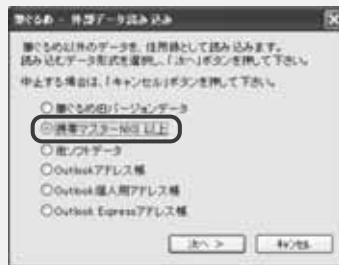 筆ぐるめ - 外部データ読み込み
筆ぐるめ以外のデータを、住所録として読み込みます。
読み込むデータ形式を選択し、「次へ」ボタンを押して下さい。
中止する場合は、「キャンセル」ボタンを押して下さい。
筆ぐるめ旧バージョンデータ
携帯マスターNX8 以上
他ソフトデータ
Outlookアドレス帳
Outlook個人用アドレス帳
Outlook Expressアドレス帳
次へ >
キャンセル